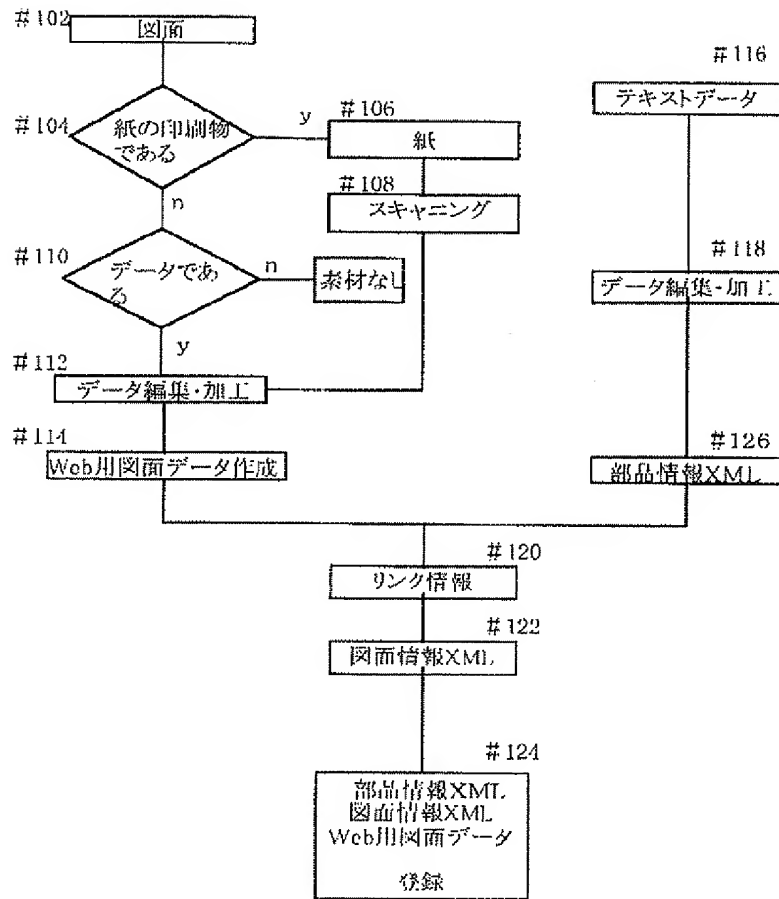 #102
図面
#104
紙の印刷物
である
y
#106
紙
#108
スキャニング
n
#110
データであ
る
n
素材なし
y
#112
データ編集・加工
#114
Web用図面データ作成
#116
テキストデータ
#118
データ編集・加工
#126
部品情報XML
#120
リンク情報
#122
図面情報XML
#124
部品情報XML
図面情報XML
Web用図面データ
登録